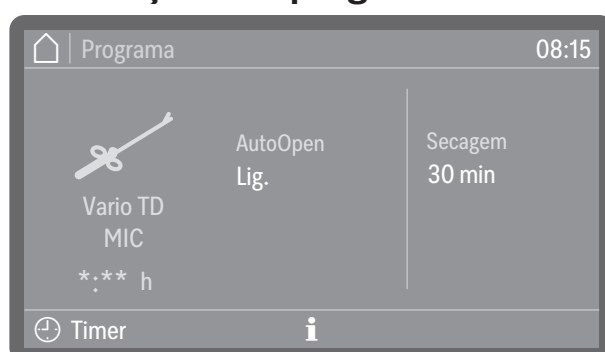 Programa
08:15
AutoOpen
Lig.
Secagem
30 min
Vario TD
MIC
*:** h
Timer
i